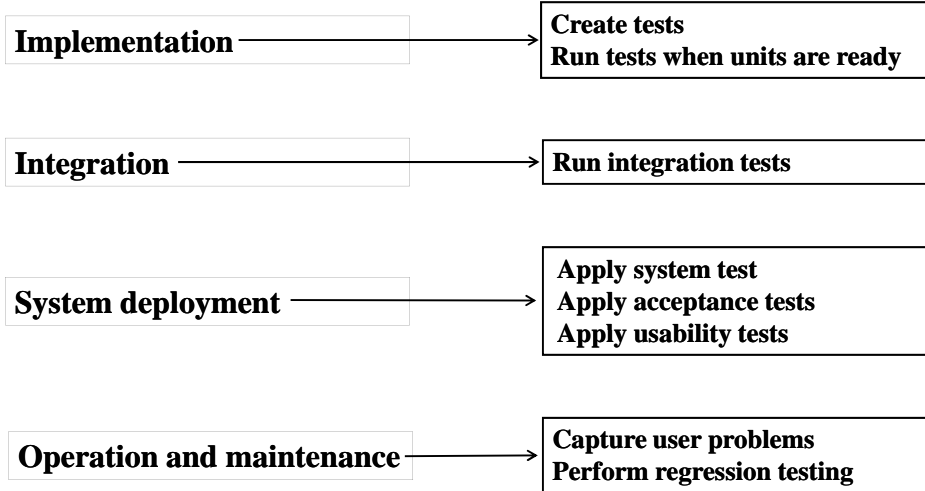 Implementation
Create tests
Run tests when units are ready
Integration
Run integration tests
System deployment
Apply system test
Apply acceptance tests
Apply usability tests
Operation and maintenance
Capture user problems
Perform regression testing